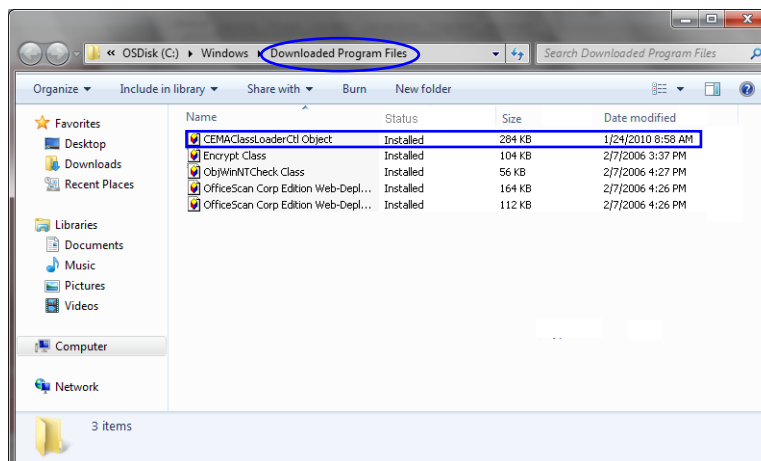 « OSDisk (C:) ▸ Windows ▸ Downloaded Program Files
Search Downloaded Program Files
Organize Include in library Share with Burn New folder
Name Status Size Date modified
CEMAClassLoaderCtl Object Installed 284 KB 1/24/2010 8:58 AM
Encrypt Class Installed 104 KB 2/7/2006 3:37 PM
ObjWinNTCheck Class Installed 56 KB 2/7/2006 4:27 PM
OfficeScan Corp Edition Web-Depl... Installed 164 KB 2/7/2006 4:26 PM
OfficeScan Corp Edition Web-Depl... Installed 112 KB 2/7/2006 4:26 PM
Favorites
Desktop
Downloads
Recent Places
Libraries
Documents
Music
Pictures
Videos
Computer
Network
3 items